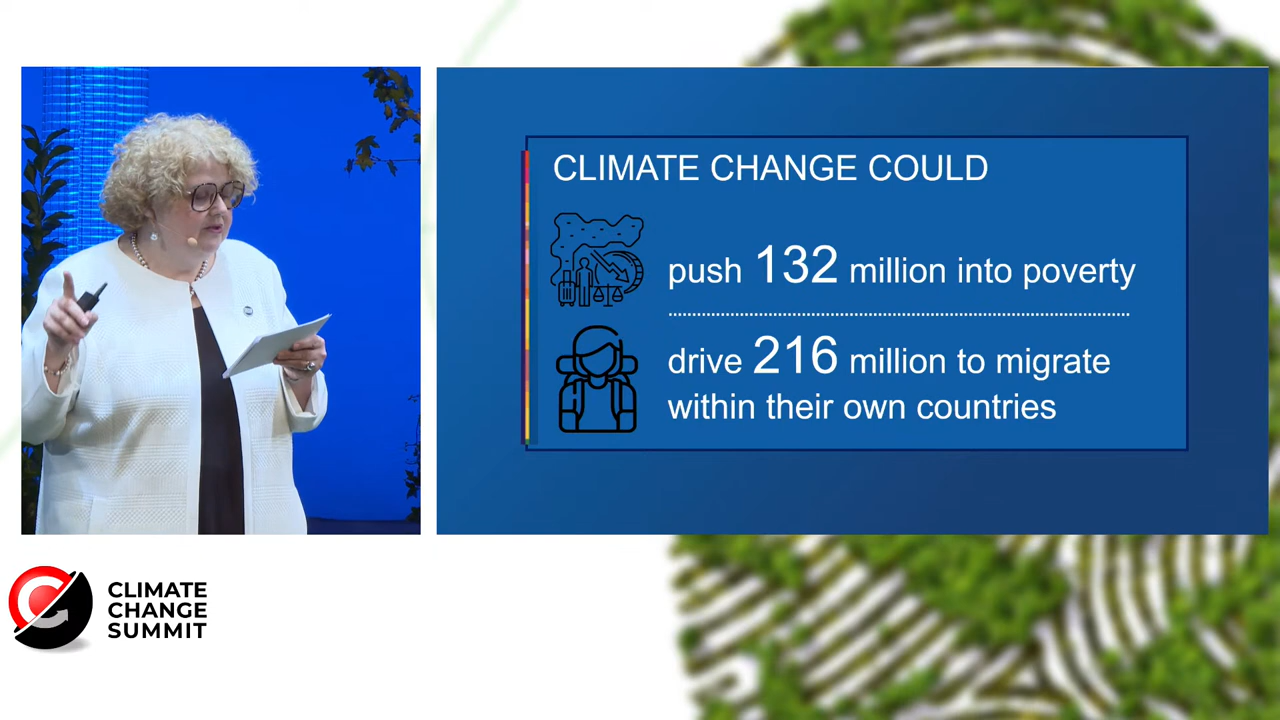 CLIMATE CHANGE COULD
push 132 million into poverty
drive 216 million to migrate
within their own countries
CLIMATE
CHANGE
SUMMIT